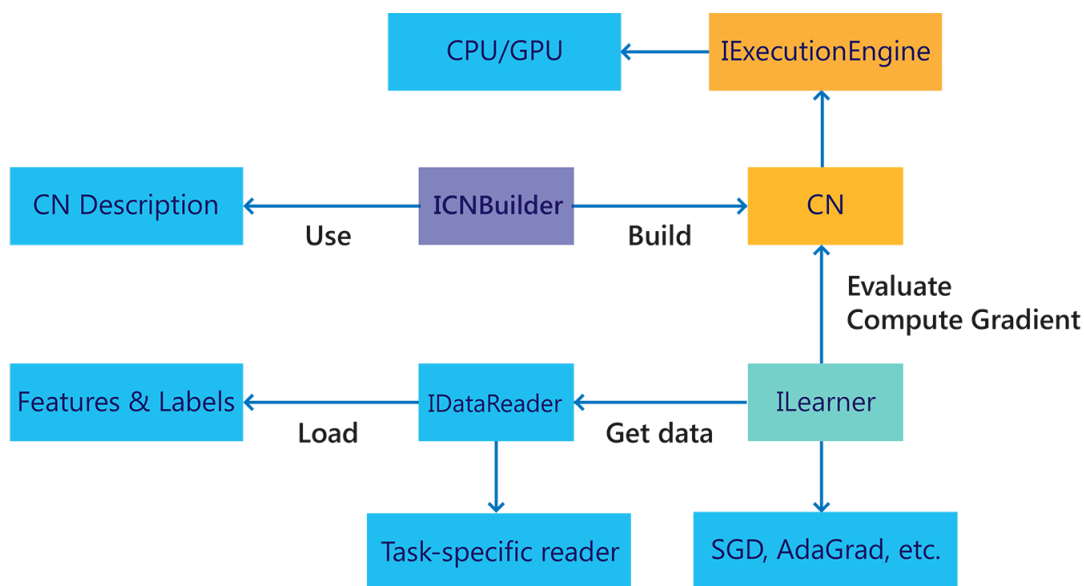 CPU/GPU
IExecutionEngine
CN Description
ICNBuilder
CN
Use
Build
Evaluate
Compute Gradient
Features & Labels
IDataReader
ILearner
Load
Get data
Task-specific reader
SGD, AdaGrad, etc.